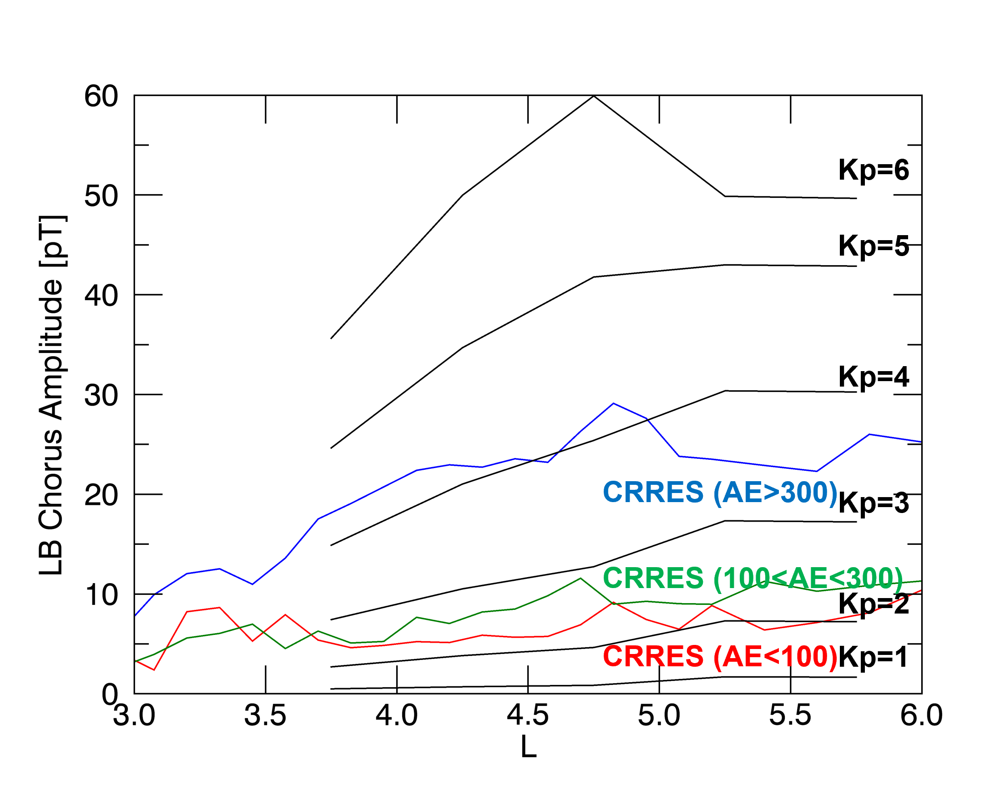 60
50
40
30
20
10
0
LB Chorus Amplitude [pT]
Kp=6
Kp=5
Kp=4
CRRES (AE>300)
Kp=3
CRRES (100<AE<300)
Kp=2
CRRES (AE<100)
Kp=1
3.0 3.5 4.0 4.5 5.0 5.5 6.0
L